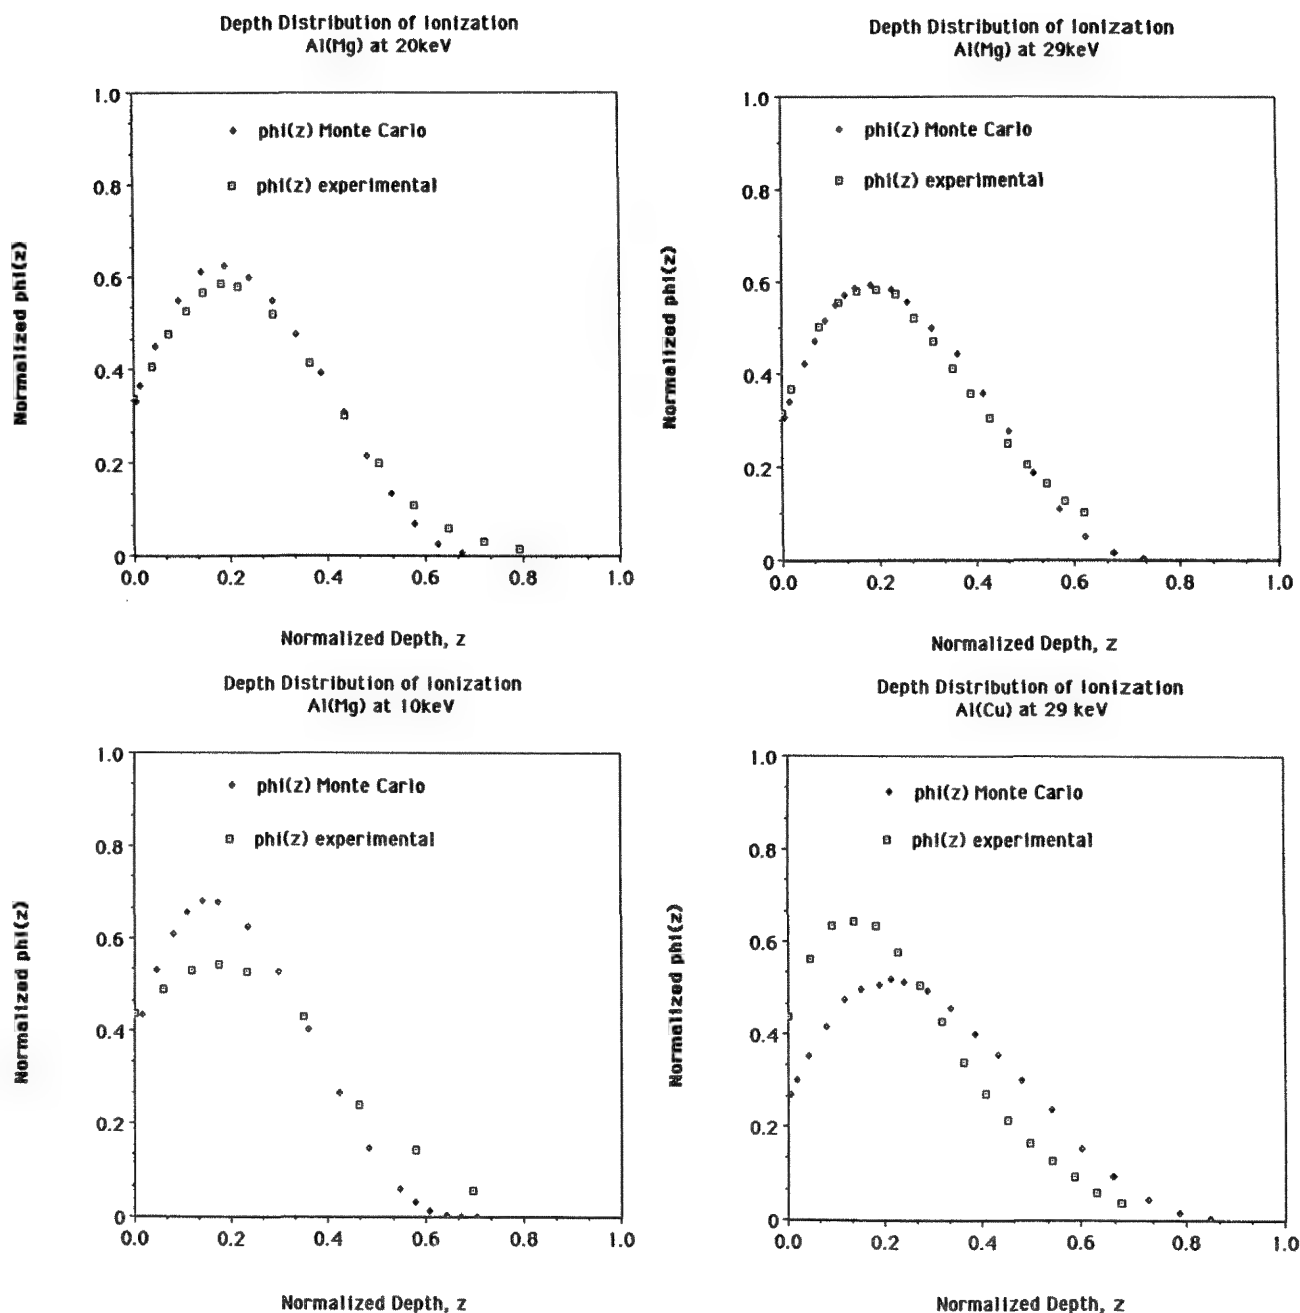 Depth Distribution of Ionization
Al(Mg) at 20keV
1.0
0.8
0.6
0.4
0.2
0
phi(z) Monte Carlo
phi(z) experimental
Normalized phi(z)
0.0 0.2 0.4 0.6 0.8 1.0
Normalized Depth, z
Depth Distribution of Ionization
Al(Mg) at 29keV
1.0
0.8
0.6
0.4
0.2
0
phi(z) Monte Carlo
phi(z) experimental
Normalized phi(z)
0.0 0.2 0.4 0.6 0.8 1.0
Normalized Depth, z
Depth Distribution of Ionization
Al(Mg) at 10keV
1.0
0.8
0.6
0.4
0.2
0
phi(z) Monte Carlo
phi(z) experimental
Normalized phi(z)
0.0 0.2 0.4 0.6 0.8 1.0
Normalized Depth, z
Depth Distribution of Ionization
Al(Cu) at 29 keV
1.0
0.8
0.6
0.4
0.2
0
phi(z) Monte Carlo
phi(z) experimental
Normalized phi(z)
0.0 0.2 0.4 0.6 0.8 1.0
Normalized Depth, z